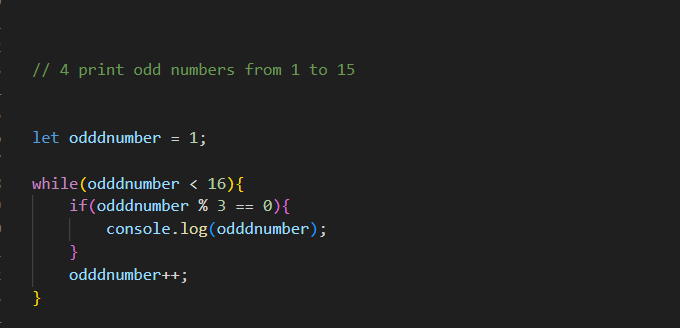 // 4 print odd numbers from 1 to 15
let odddnumber = 1;
while(odddnumber < 16){
if(odddnumber % 3 == 0){
console.log(odddnumber);
}
odddnumber++;
}